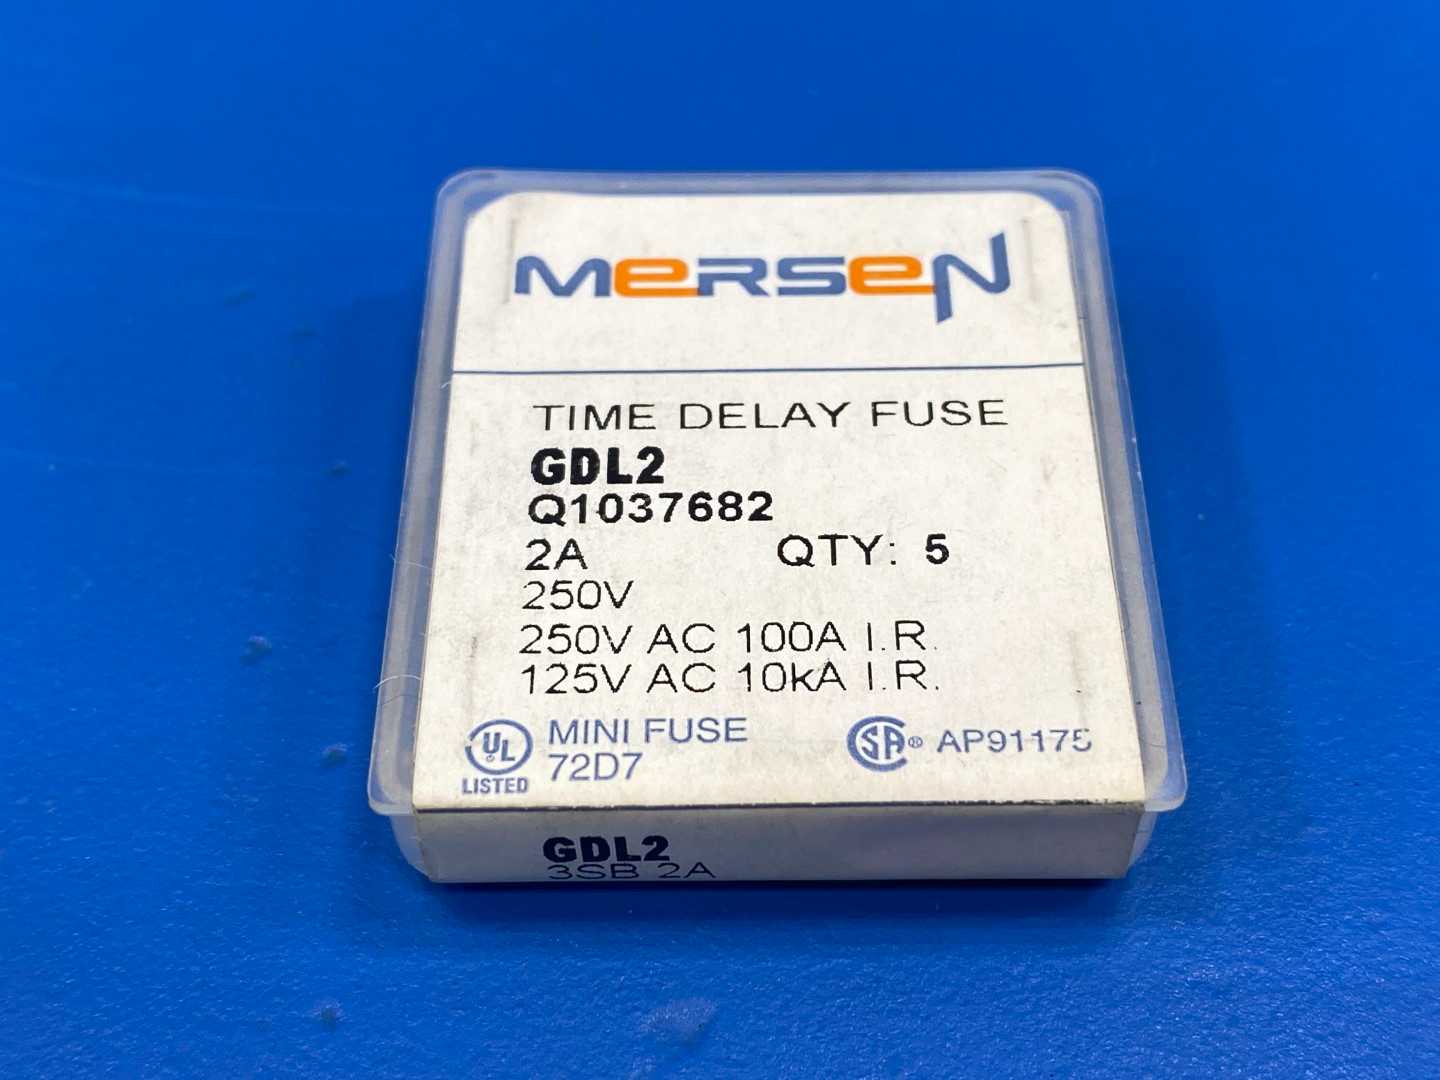 MERSEN
TIME DELAY FUSE
GDL2
Q1037682
2A QTY: 5
250V
250V AC 100A I.R.
125V AC 10kA I.R.
UL LISTED MINI FUSE 72D7
SA® AP91175
GDL2
3SB 2A